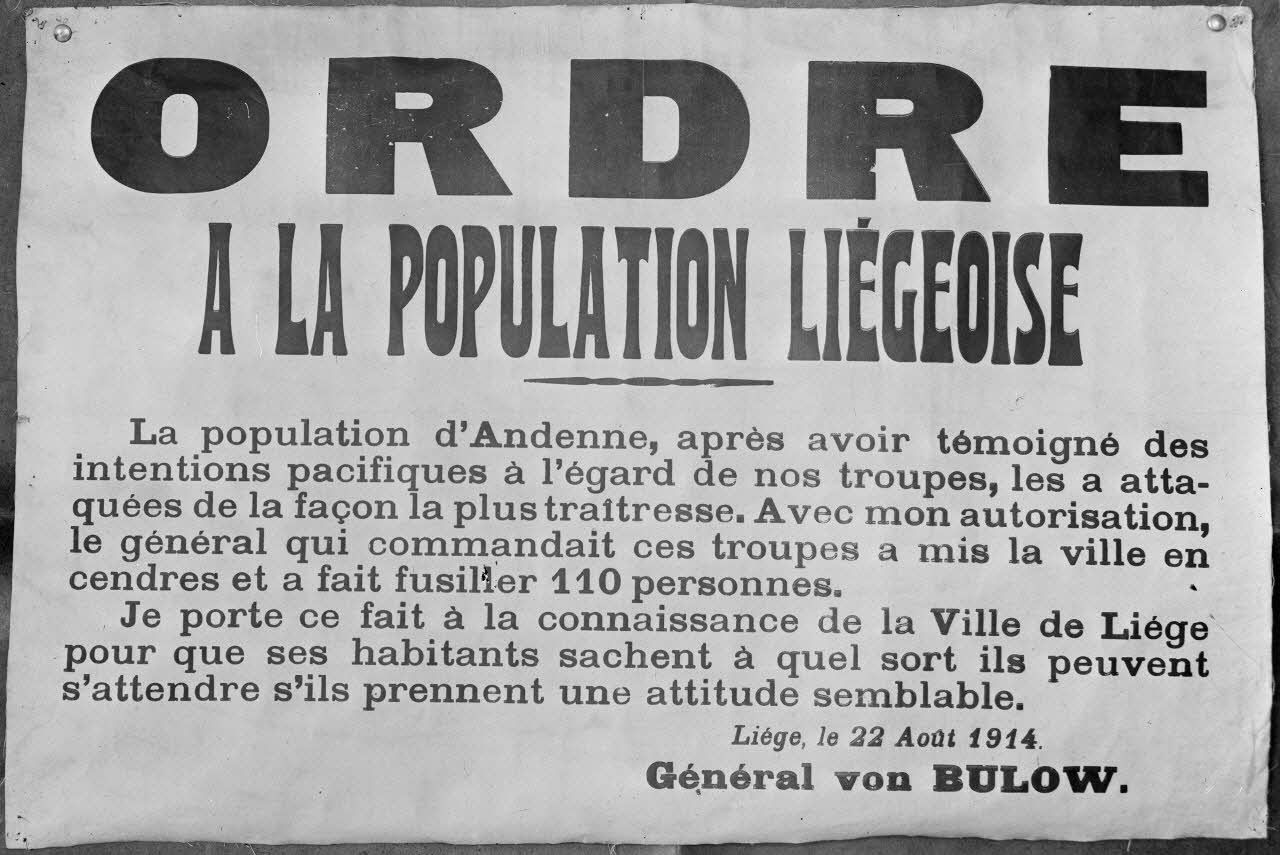 ORDRE
A LA POPULATION LIÉGEOISE
La population d'Andenne, après avoir témoigné des
intentions pacifiques à l'égard de nos troupes, les a atta-
quées de la façon la plus traîtresse. Avec mon autorisation,
le général qui commandait ces troupes a mis la ville en
cendres et a fait fusiller 110 personnes.
Je porte ce fait à la connaissance de la Ville de Liége
pour que ses habitants sachent à quel sort ils peuvent
s'attendre s'ils prennent une attitude semblable.
Liége, le 22 Août 1914.
Général von BULOW.